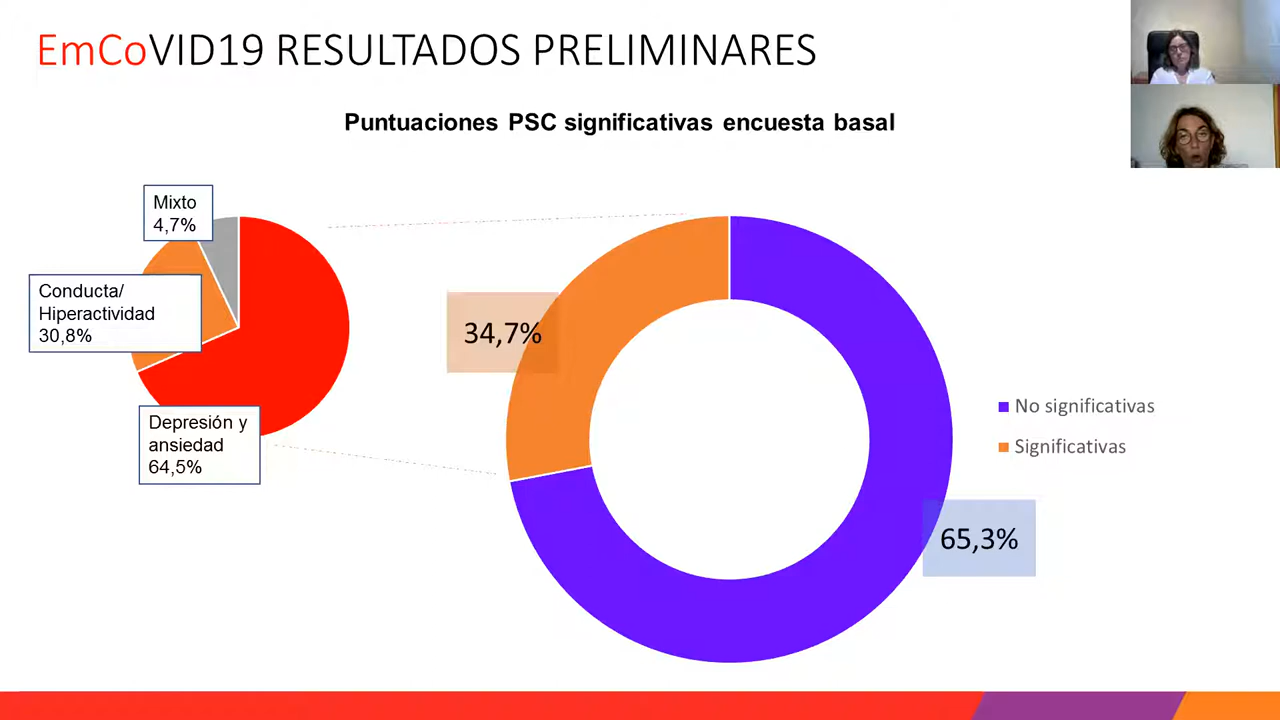 EmCoVID19 RESULTADOS PRELIMINARES
Puntuaciones PSC significativas encuesta basal
Mixto
4,7%
Conducta/
Hiperactividad
30,8%
Depresión y
ansiedad
64,5%
34,7%
No significativas
Significativas
65,3%